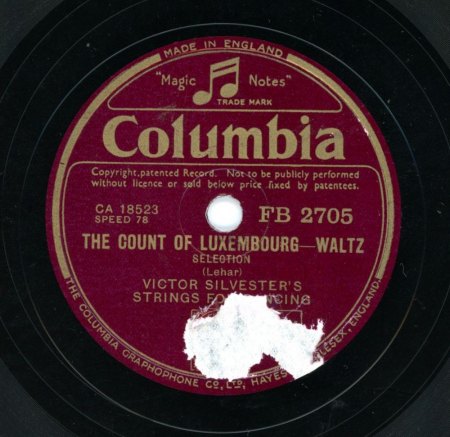 MADE IN ENGLAND
"Magic Notes"
TRADE MARK
Columbia
Copyright, patented Record. Not to be publicly performed
without licence or sold below price fixed by patentees.
CA 18523
SPEED 78
FB 2705
THE COUNT OF LUXEMBOURG—WALTZ
SELECTION
(Lehar)
VICTOR SILVESTER'S
STRINGS
THE COLUMBIA GRAPHOPHONE CO., LTD., HAYES, ENGLAND.